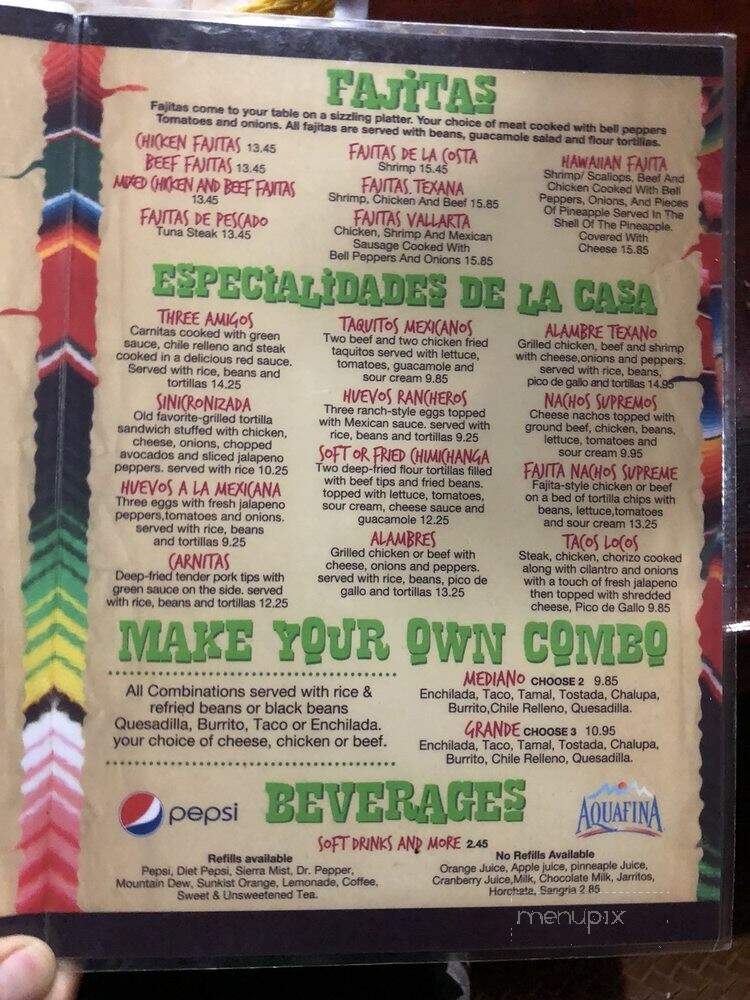 FAJITAS
Fajitas come to your table on a sizzling platter. Your choice of meat cooked with bell peppers
Tomatoes and onions. All fajitas are served with beans, guacamole salad and flour tortillas.
CHICKEN FAJITAS 13.45
BEEF FAJITAS 13.45
MIXED CHICKEN AND BEEF FAJITAS
13.45
FAJITAS DE PESCADO
Tuna Steak 13.45
FAJITAS DE LA COSTA
Shrimp 15.45
FAJITAS TEXANA
Shrimp, Chicken And Beef 15.85
FAJITAS VALLARTA
Chicken, Shrimp And Mexican
Sausage Cooked With
Bell Peppers And Onions 15.85
HAWAIIAN FAJITA
Shrimp/ Scallops, Beef And
Chicken Cooked With Bell
Peppers, Onions, And Pieces
Of Pineapple Served In The
Shell Of The Pineapple.
Covered With
Cheese 15.85
ESPECIALIDADES DE LA CASA
THREE AMIGOS
Carnitas cooked with green
sauce, chile relleno and steak
cooked in a delicious red sauce.
Served with rice, beans and
tortillas 14.25
SINICRONIZADA
Old favorite-grilled tortilla
sandwich stuffed with chicken,
cheese, onions, chopped
avocados and sliced jalapeno
peppers. served with rice 10.25
HUEVOS A LA MEXICANA
Three eggs with fresh jalapeno
peppers,tomatoes and onions.
served with rice, beans
and tortillas 9.25
CARNITAS
Deep-fried tender pork tips with
green sauce on the side. served
with rice, beans and tortillas 12.25
TAQUITOS MEXICANOS
Two beef and two chicken fried
taquitos served with lettuce,
tomatoes, guacamole and
sour cream 9.85
HUEVOS RANCHEROS
Three ranch-style eggs topped
with Mexican sauce. served with
rice, beans and tortillas 9.25
SOFT OR FRIED CHIMICHANGA
Two deep-fried flour tortillas filled
with beef tips and fried beans.
topped with lettuce, tomatoes,
sour cream, cheese sauce and
guacamole 12.25
ALAMBRES
Grilled chicken or beef with
cheese, onions and peppers.
served with rice, beans, pico de
gallo and tortillas 13.25
ALAMBRE TEXANO
Grilled chicken, beef and shrimp
with cheese,onions and peppers.
served with rice, beans,
pico de gallo and tortillas 14.95
NACHOS SUPREMOS
Cheese nachos topped with
ground beef, chicken, beans,
lettuce, tomatoes and
sour cream 9.95
FAJITA NACHOS SUPREME
Fajita-style chicken or beef
on a bed of tortilla chips with
beans, lettuce,tomatoes
and sour cream 13.25
TACOS LOCOS
Steak, chicken, chorizo cooked
along with cilantro and onions
with a touch of fresh jalapeno
then topped with shredded
cheese, Pico de Gallo 9.85
MAKE YOUR OWN COMBO
All Combinations served with rice &
refried beans or black beans
Quesadilla, Burrito, Taco or Enchilada.
your choice of cheese, chicken or beef.
MEDIANO CHOOSE 2 9.85
Enchilada, Taco, Tamal, Tostada, Chalupa,
Burrito,Chile Relleno, Quesadilla.
GRANDE CHOOSE 3 10.95
Enchilada, Taco, Tamal, Tostada, Chalupa,
Burrito, Chile Relleno, Quesadilla.
pepsi
BEVERAGES
AQUAFINA
SOFT DRINKS AND MORE 2.45
Refills available
Pepsi, Diet Pepsi, Sierra Mist, Dr. Pepper,
Mountain Dew, Sunkist Orange, Lemonade, Coffee,
Sweet & Unsweetened Tea.
No Refills Available
Orange Juice, Apple juice, pinneaple Juice,
Cranberry Juice,Milk, Chocolate Milk, Jarritos,
Horchata, Sangria 2.85
menupix